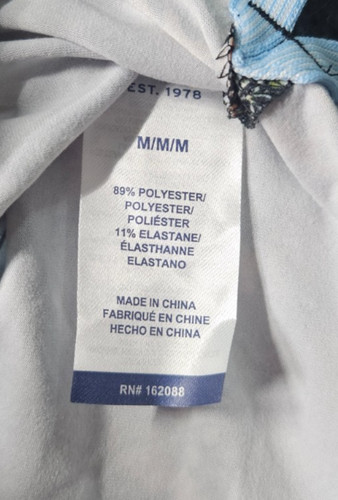 EST. 1978
M/M/M
89% POLYESTER/
POLYESTER/
POLIÉSTER
11% ELASTANE/
ÉLASTHANNE
ELASTANO
MADE IN CHINA
FABRIQUÉ EN CHINE
HECHO EN CHINA
RN# 162088